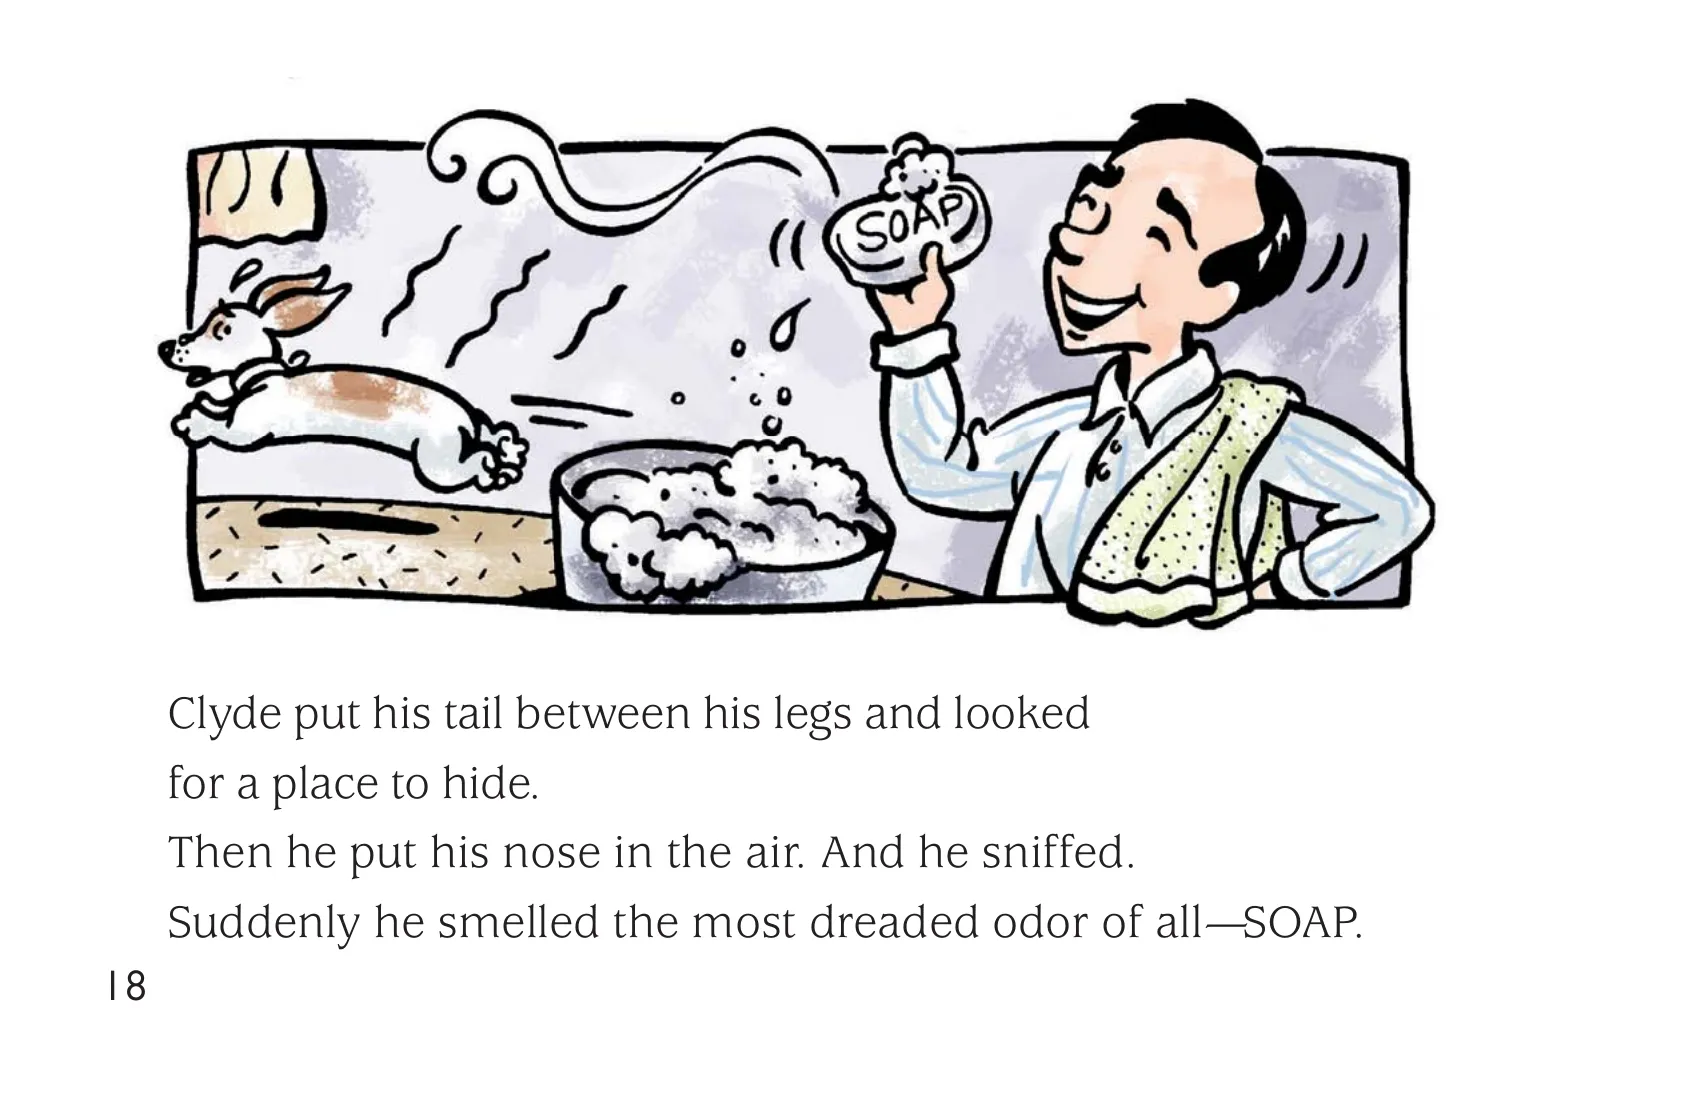 SOAP
Clyde put his tail between his legs and looked
for a place to hide.
Then he put his nose in the air. And he sniffed.
Suddenly he smelled the most dreaded odor of all—SOAP.
18